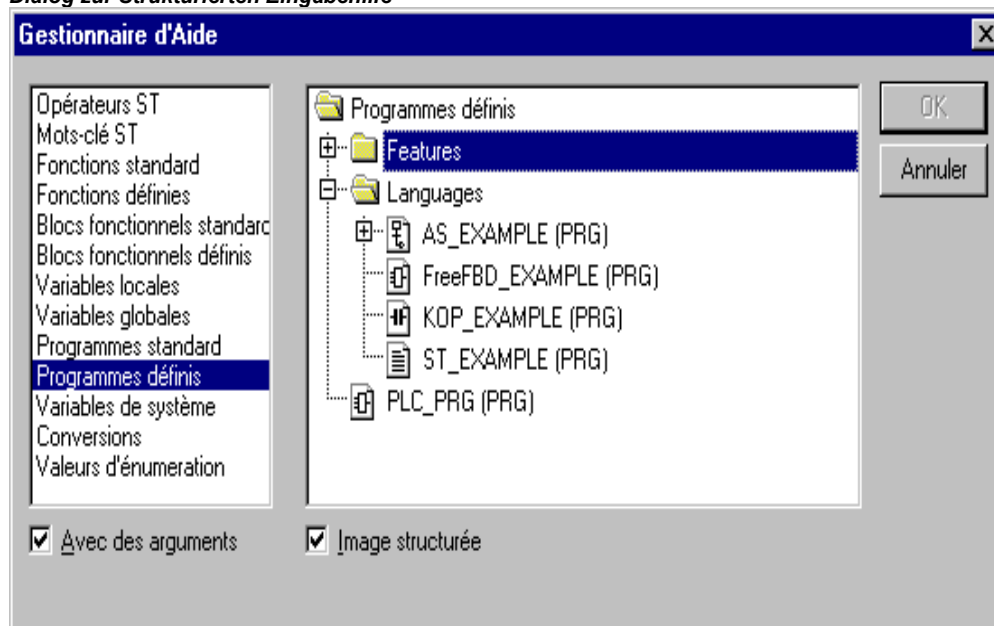 Dialog zur Strukturierten Eingabehilfe
Gestionnaire d'Aide
Opérateurs ST
Mots-clé ST
Fonctions standard
Fonctions définies
Blocs fonctionnels standarc
Blocs fonctionnels définis
Variables locales
Variables globales
Programmes standard
Programmes définis
Variables de système
Conversions
Valeurs d'énumeration
Avec des arguments
Programmes définis
Features
Languages
AS_EXAMPLE (PRG)
FreeFBD_EXAMPLE (PRG)
KOP_EXAMPLE (PRG)
ST_EXAMPLE (PRG)
PLC_PRG (PRG)
Image structurée
OK
Annuler